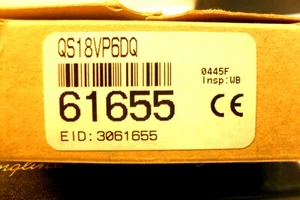 QS18VP6DQ
0445F
Insp:WB
61655
CE
EID: 3061655